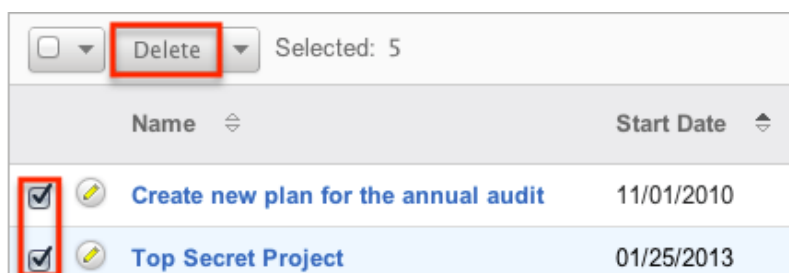 Delete Selected: 5
Name Start Date
Create new plan for the annual audit 11/01/2010
Top Secret Project 01/25/2013